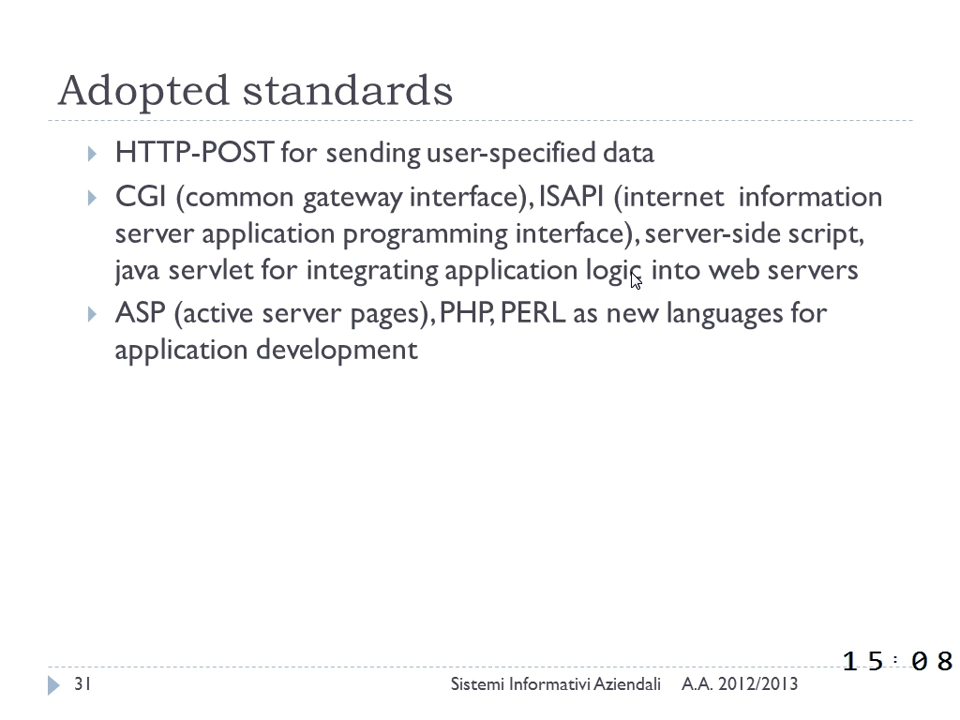 Adopted standards
HTTP-POST for sending user-specified data
CGI (common gateway interface), ISAPI (internet information
server application programming interface), server-side script,
java servlet for integrating application logic into web servers
ASP (active server pages), PHP, PERL as new languages for
application development
15:08
31 Sistemi Informativi Aziendali A.A. 2012/2013